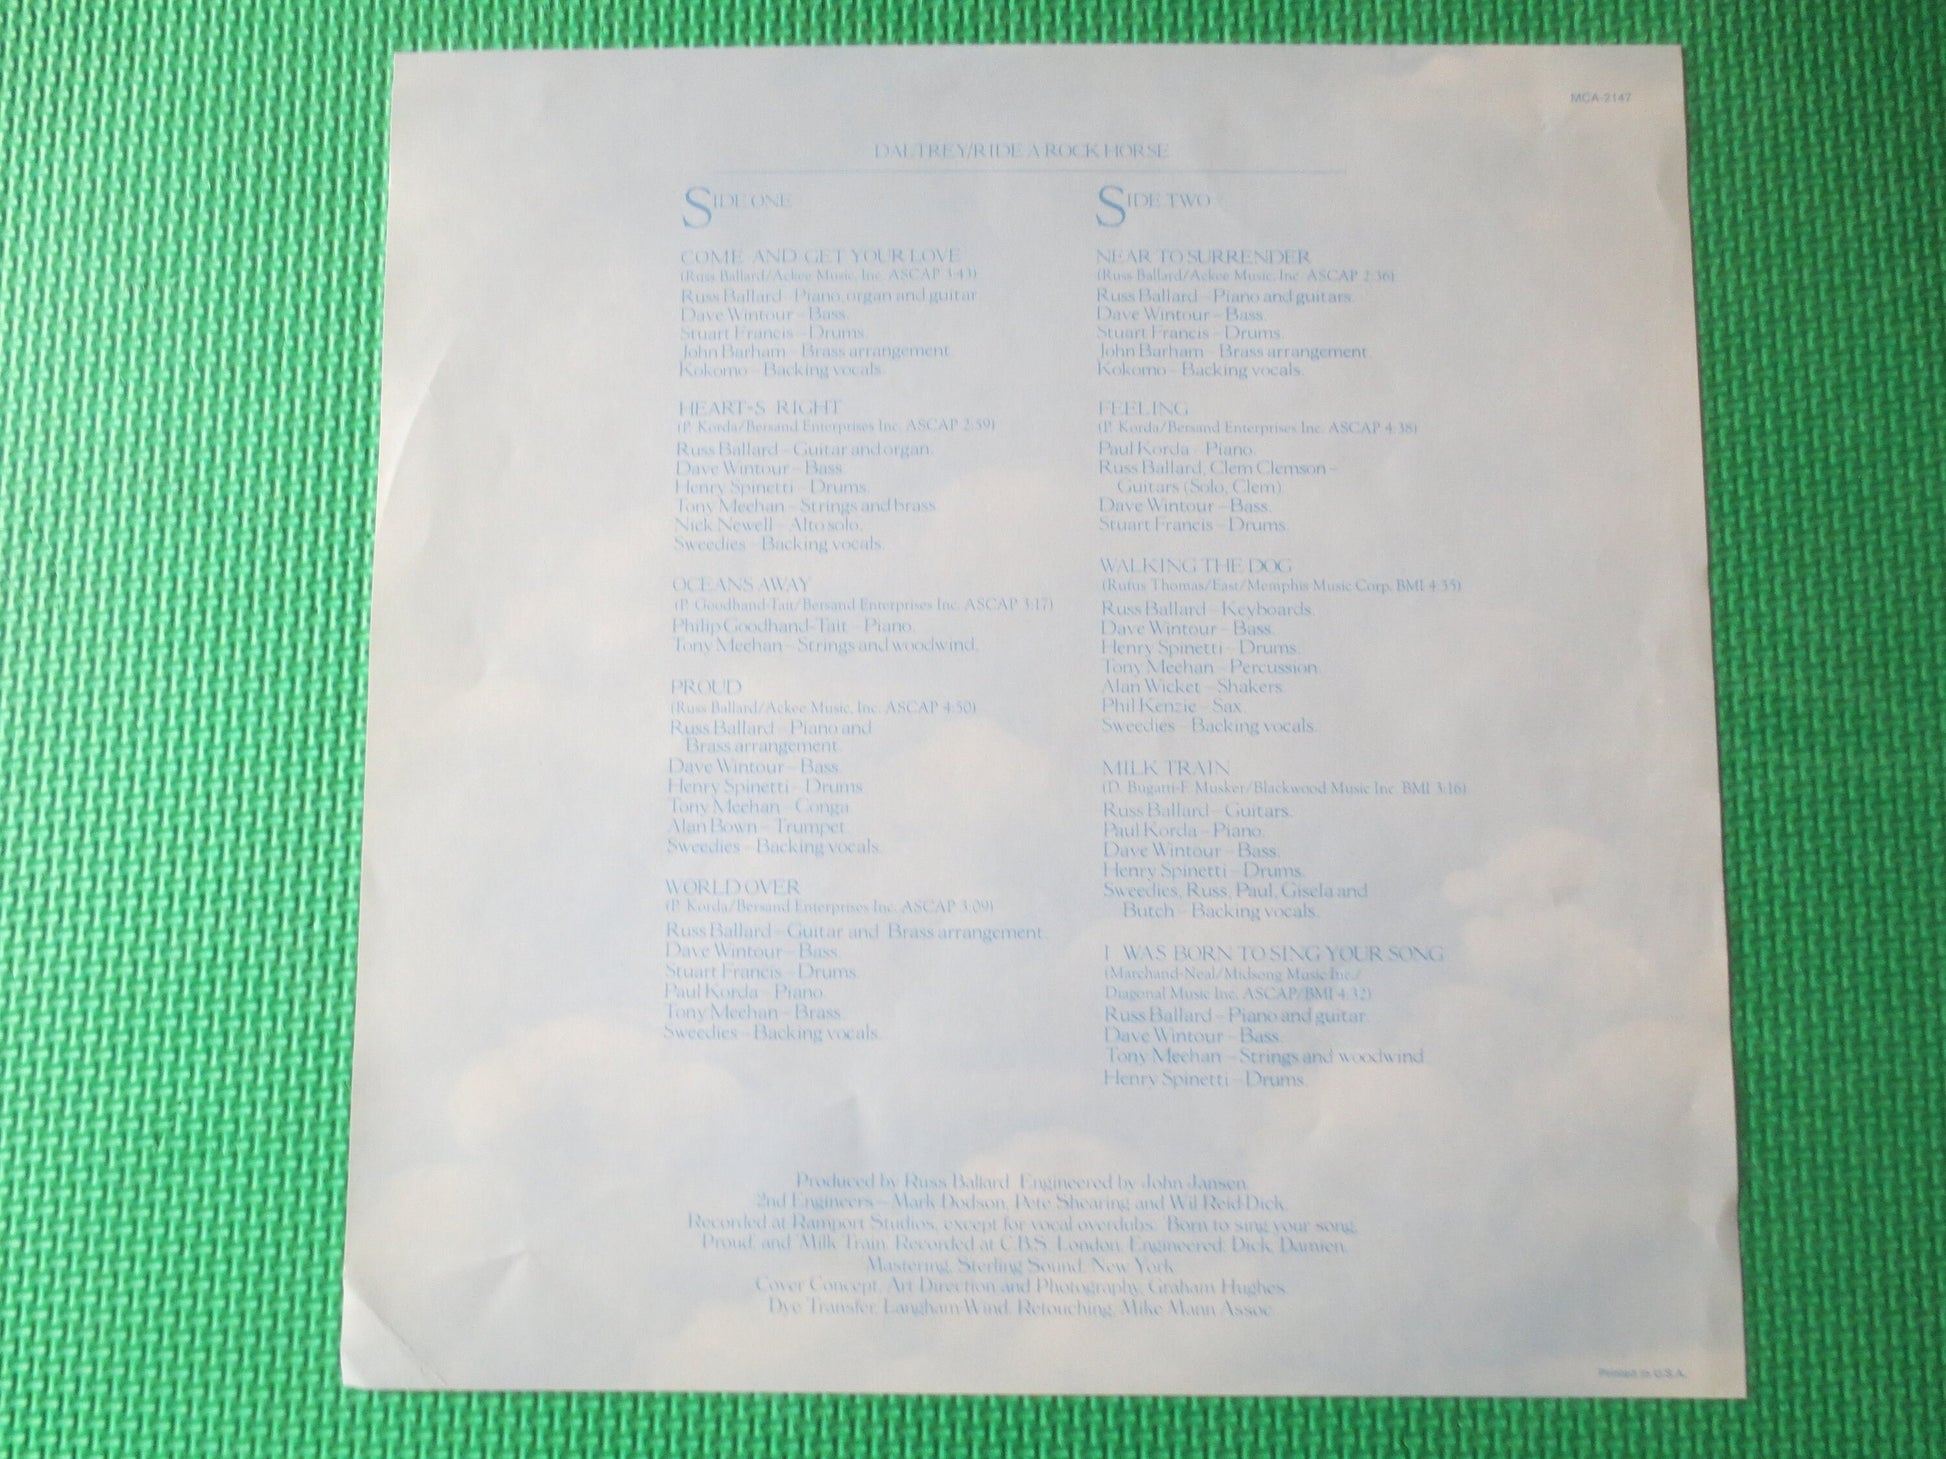 MCA-2147
DALTREY/RIDE A ROCK HORSE
SIDE ONE
COME AND GET YOUR LOVE
(Russ Ballard/Ackee Music, Inc. ASCAP 3:43)
Russ Ballard – Piano, organ and guitar
Dave Wintour – Bass.
Stuart Francis – Drums.
John Barham – Brass arrangement.
Kokomo – Backing vocals.
HEART-S RIGHT
(P. Korda/Bersand Enterprises Inc. ASCAP 2:59)
Russ Ballard – Guitar and organ.
Dave Wintour – Bass.
Henry Spinetti – Drums.
Tony Meehan – Strings and brass.
Nick Newell – Alto solo.
Sweedies – Backing vocals.
OCEANS AWAY
(P. Goodhand-Tait/Bersand Enterprises Inc. ASCAP 3:17)
Philip Goodhand-Tait – Piano.
Tony Meehan – Strings and woodwind.
PROUD
(Russ Ballard/Ackee Music, Inc. ASCAP 4:50)
Russ Ballard – Piano and
Brass arrangement.
Dave Wintour – Bass.
Henry Spinetti – Drums
Tony Meehan – Conga
Alan Bown – Trumpet
Sweedies – Backing vocals.
WORLD OVER
(P. Korda/Bersand Enterprises Inc. ASCAP 3:09)
Russ Ballard – Guitar and Brass arrangement.
Dave Wintour – Bass.
Stuart Francis – Drums.
Paul Korda – Piano.
Tony Meehan – Brass.
Sweedies – Backing vocals.
SIDE TWO
NEAR TO SURRENDER
(Russ Ballard/Ackee Music, Inc. ASCAP 2:36)
Russ Ballard – Piano and guitars.
Dave Wintour – Bass.
Stuart Francis – Drums.
John Barham – Brass arrangement.
Kokomo – Backing vocals.
FEELING
(P. Korda/Bersand Enterprises Inc. ASCAP 4:38)
Paul Korda – Piano.
Russ Ballard, Clem Clemson –
Guitars (Solo, Clem).
Dave Wintour – Bass.
Stuart Francis – Drums.
WALKING THE DOG
(Rufus Thomas/East/Memphis Music Corp. BMI 4:35)
Russ Ballard – Keyboards.
Dave Wintour – Bass.
Henry Spinetti – Drums.
Tony Meehan – Percussion.
Alan Wicket – Shakers.
Phil Kenzie – Sax.
Sweedies – Backing vocals.
MILK TRAIN
(D. Bugatti-F. Musker/Blackwood Music Inc. BMI 3:16)
Russ Ballard – Guitars.
Paul Korda – Piano.
Dave Wintour – Bass.
Henry Spinetti – Drums.
Sweedies, Russ, Paul, Gisela and
Butch – Backing vocals.
I WAS BORN TO SING YOUR SONG
(Marchand-Neal/Midsong Music Inc./
Diagonal Music Inc. ASCAP/BMI 4:32)
Russ Ballard – Piano and guitar.
Dave Wintour – Bass.
Tony Meehan – Strings and woodwind
Henry Spinetti – Drums.
Produced by Russ Ballard Engineered by John Jansen.
2nd Engineers – Mark Dodson, Pete Shearing and Wil Reid-Dick.
Recorded at Ramport Studios, except for vocal overdubs: 'Born to sing your song,
Proud, and 'Milk Train, Recorded at C.B.S. London, Engineered, Dick, Damien.
Mastering, Sterling Sound, New York
Cover Concept, Art Direction and Photography, Graham Hughes
Dye Transfer, Langham-Wind, Retouching, Mike Mann Assoc.
Printed in U.S.A.